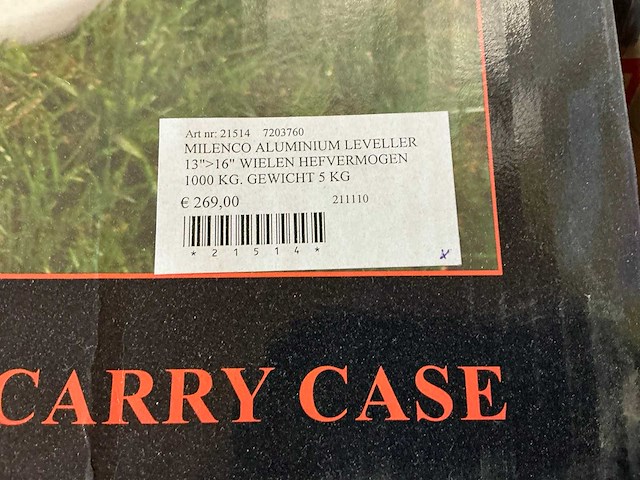 Art nr: 21514 7203760
MILENCO ALUMINIUM LEVELLER
13">16" WIELEN HEFVERMOGEN
1000 KG. GEWICHT 5 KG
€ 269,00 211110
* 2 1 5 1 4 *
CARRY CASE